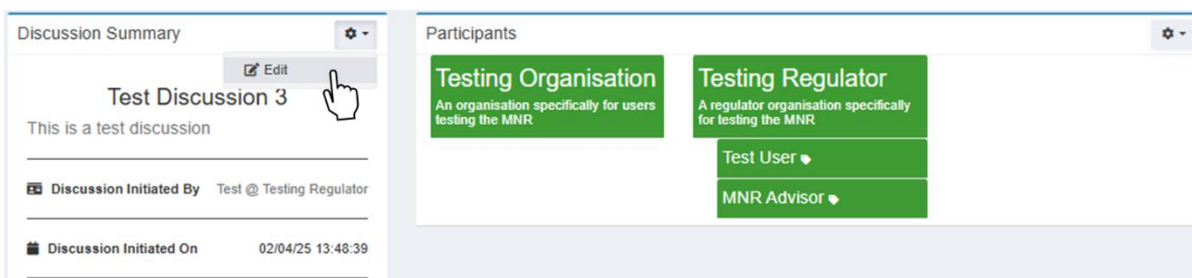 Discussion Summary
Edit
Test Discussion 3
This is a test discussion
Discussion Initiated By Test @ Testing Regulator
Discussion Initiated On 02/04/25 13:48:39
Participants
Testing Organisation
An organisation specifically for users
testing the MNR
Testing Regulator
A regulator organisation specifically
for testing the MNR
Test User
MNR Advisor